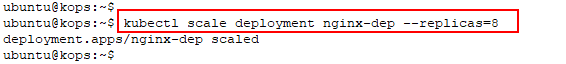 ubuntu@kops:~$
ubuntu@kops:~$ kubectl scale deployment nginx-dep --replicas=8
deployment.apps/nginx-dep scaled
ubuntu@kops:~$